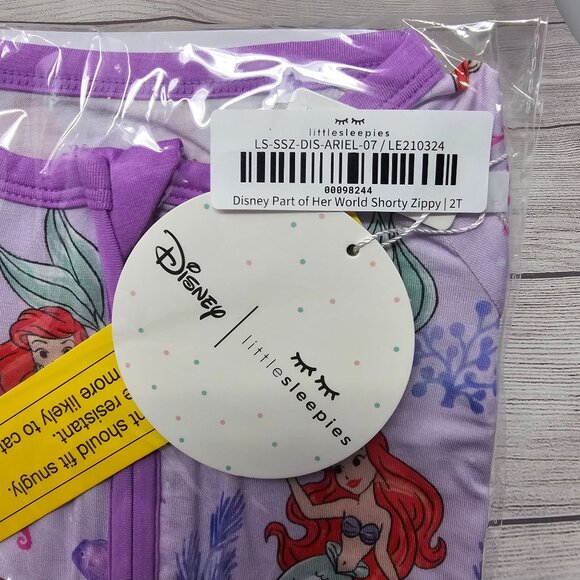 littlesleepies
LS-SSZ-DIS-ARIEL-07 / LE210324
00098244
Disney Part of Her World Shorty Zippy | 2T
Disney | littlesleepies
nt should fit snugly.
e resistant.
more likely to cat